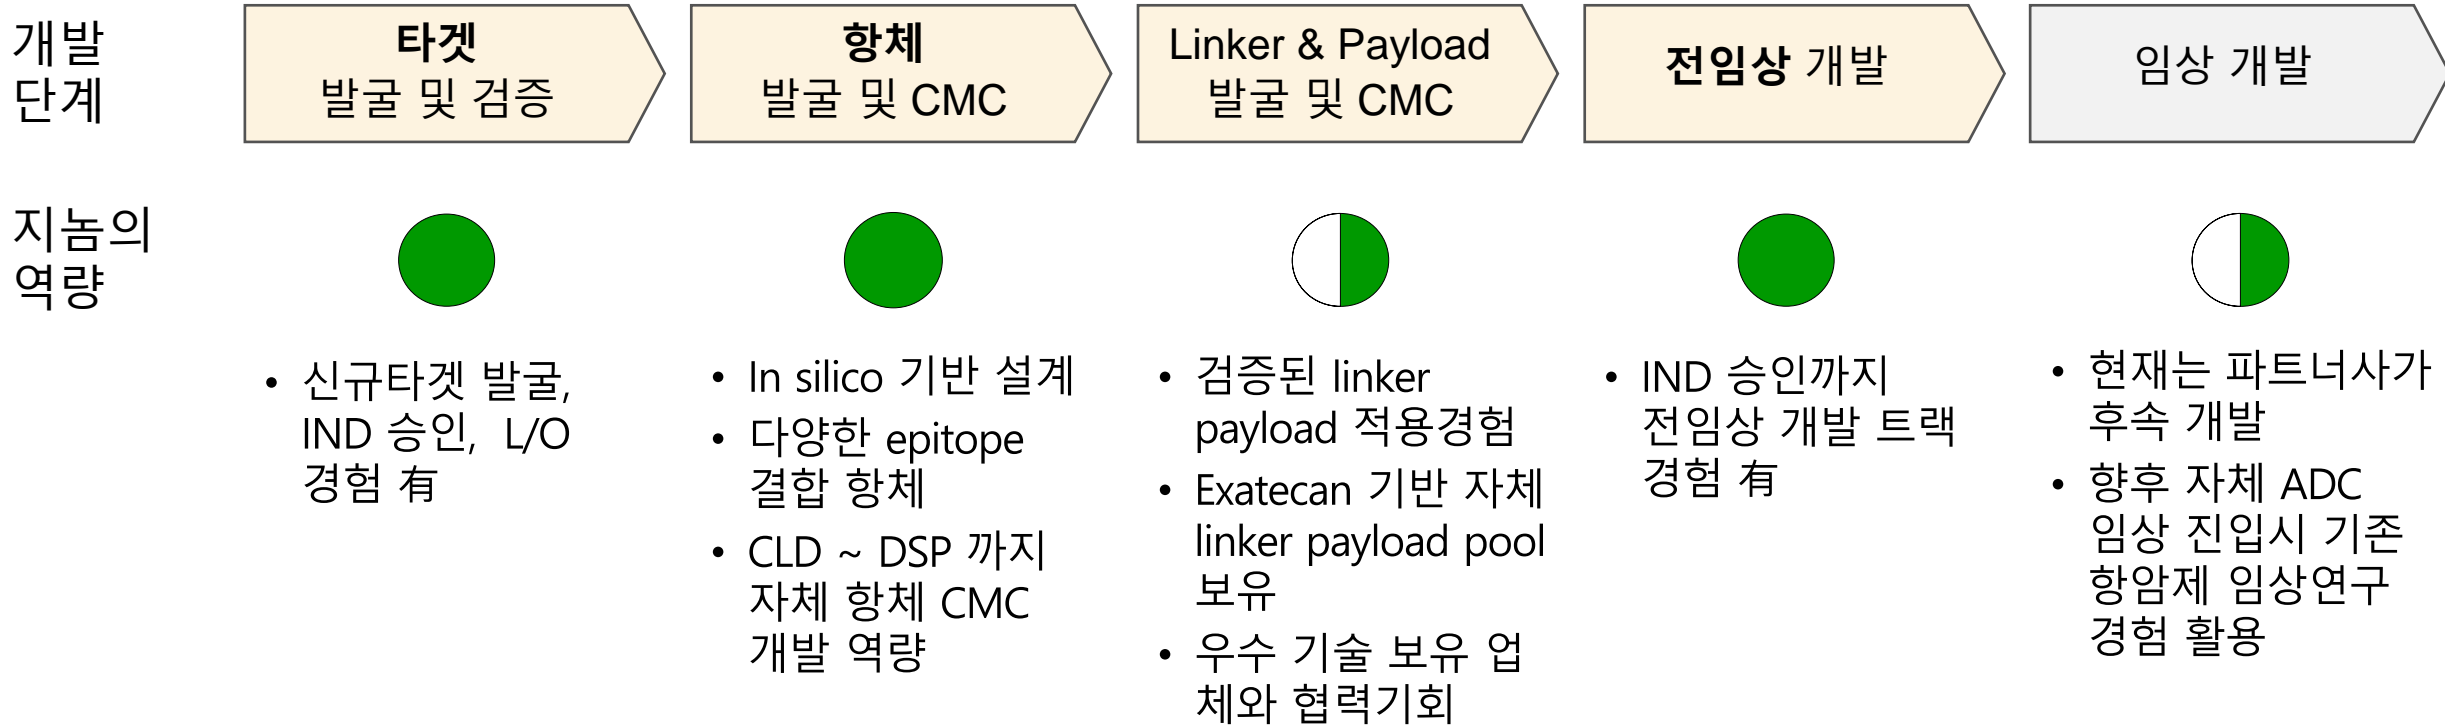 개발
단계
타겟
발굴 및 검증
항체
발굴 및 CMC
Linker & Payload
발굴 및 CMC
전임상 개발
임상 개발
지놈의
역량
• 신규타겟 발굴,
IND 승인, L/O
경험 有
• In silico 기반 설계
• 다양한 epitope
결합 항체
• CLD ~ DSP 까지
자체 항체 CMC
개발 역량
• 검증된 linker
payload 적용경험
• Exatecan 기반 자체
linker payload pool
보유
• 우수 기술 보유 업
체와 협력기회
• IND 승인까지
전임상 개발 트랙
경험 有
• 현재는 파트너사가
후속 개발
• 향후 자체 ADC
임상 진입시 기존
항암제 임상연구
경험 활용